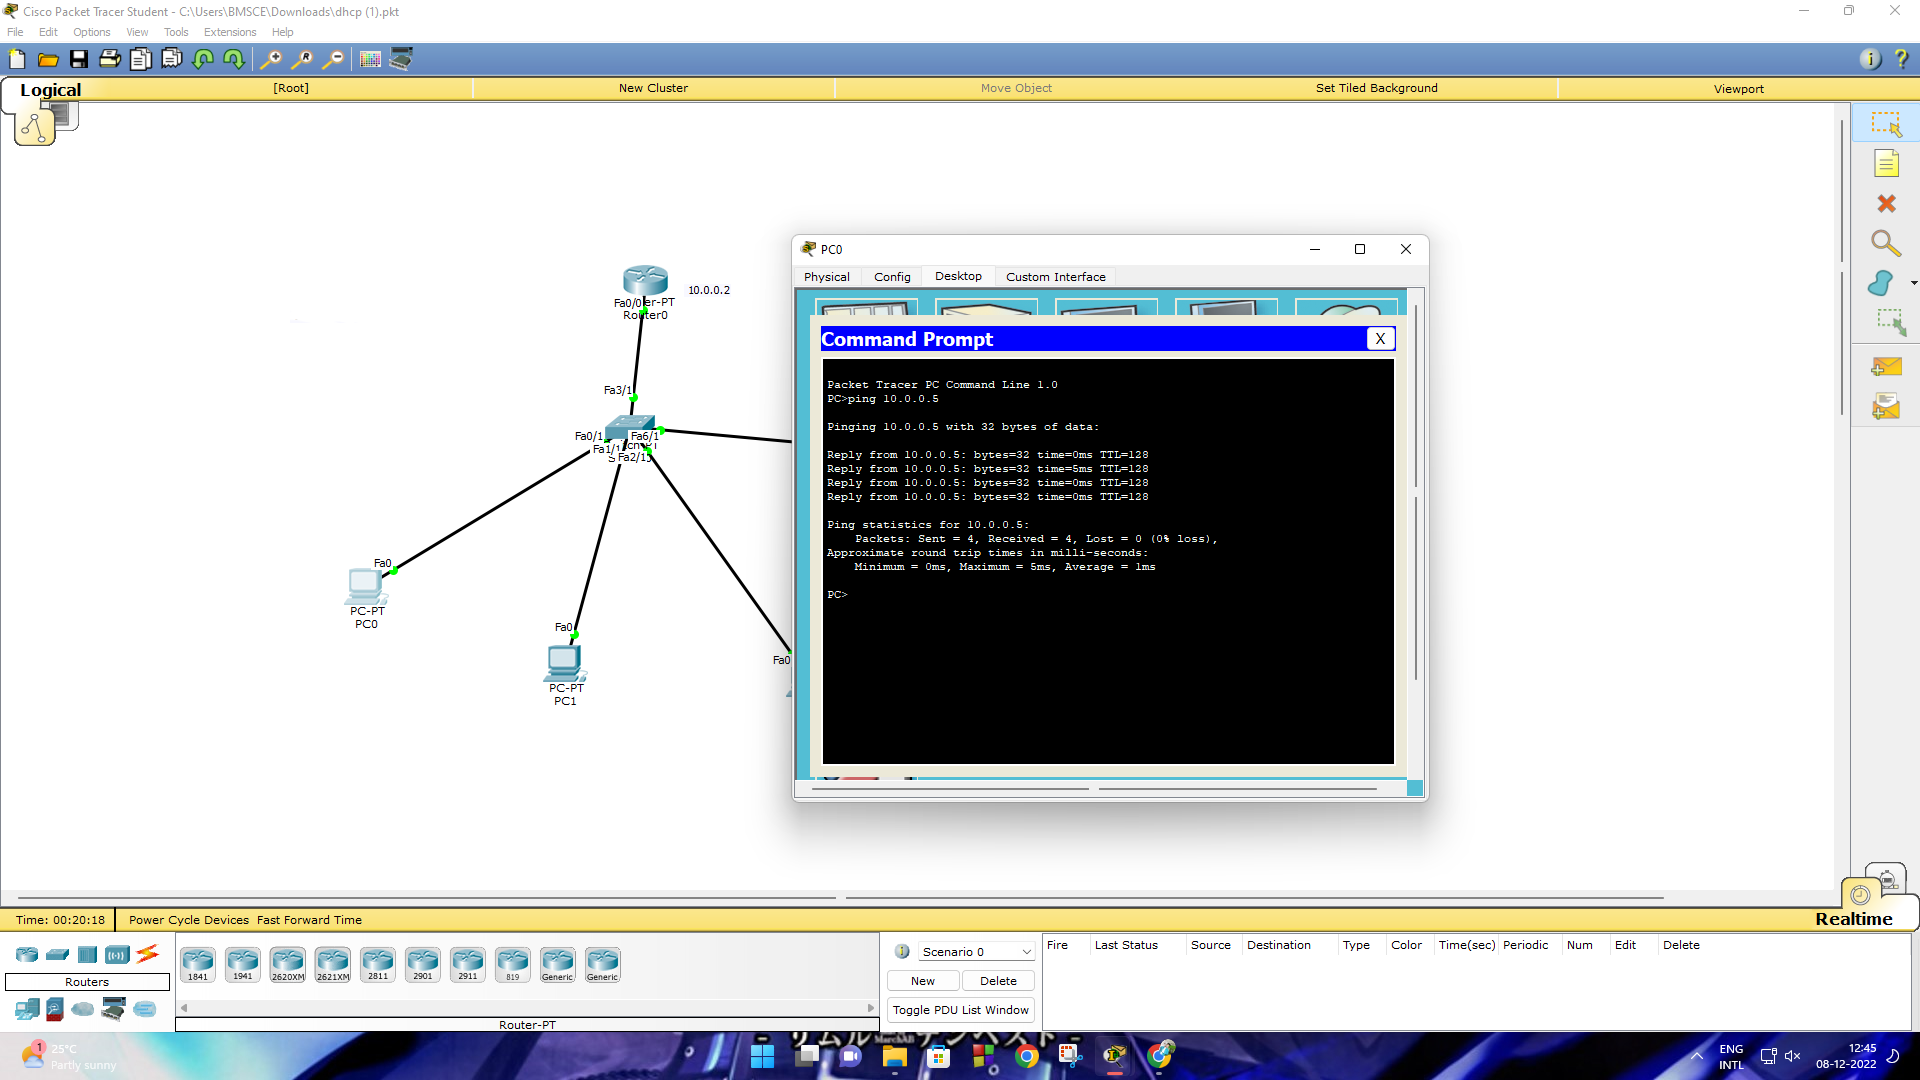 Cisco Packet Tracer Student - C:\Users\BMSCE\Downloads\dhcp (1).pkt
File Edit Options View Tools Extensions Help
Logical [Root] New Cluster Move Object Set Tiled Background Viewport
10.0.0.2
Fa0/0 er-PT
Router0
Fa3/1
Fa0/1 Fa6/1
Fa1/1
Fa2/1
Fa0
PC-PT
PC0
Fa0
PC-PT
PC1
Fa0
PC0
Physical Config Desktop Custom Interface
Command Prompt X
Packet Tracer PC Command Line 1.0
PC>ping 10.0.0.5
Pinging 10.0.0.5 with 32 bytes of data:
Reply from 10.0.0.5: bytes=32 time=0ms TTL=128
Reply from 10.0.0.5: bytes=32 time=5ms TTL=128
Reply from 10.0.0.5: bytes=32 time=0ms TTL=128
Reply from 10.0.0.5: bytes=32 time=0ms TTL=128
Ping statistics for 10.0.0.5:
Packets: Sent = 4, Received = 4, Lost = 0 (0% loss),
Approximate round trip times in milli-seconds:
Minimum = 0ms, Maximum = 5ms, Average = 1ms
PC>
Time: 00:20:18 Power Cycle Devices Fast Forward Time
Realtime
Routers
1841 1941 2620XM 2621XM 2811 2901 2911 819 Generic Generic
Router-PT
Scenario 0
New Delete
Toggle PDU List Window
Fire Last Status Source Destination Type Color Time(sec) Periodic Num Edit Delete
1
25°C
Partly sunny
ENG
INTL
12:45
08-12-2022